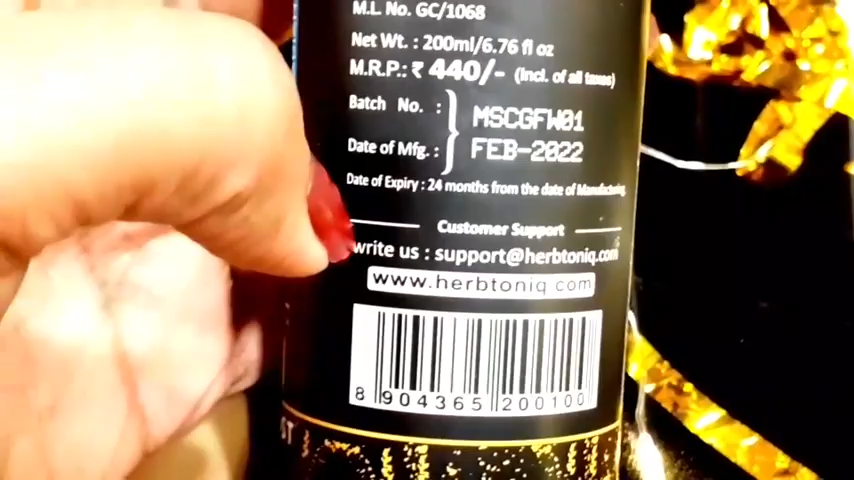 M.L No. GC/1068
Net Wt. : 200ml/6.76 fl oz
M.R.P.: ₹ 440/- (Incl. of all taxes)
Batch No. : MSCGFW01
Date of Mfg. : FEB-2022
Date of Expiry : 24 months from the date of Manufacturing
Customer Support
write us : support@herbtoniq.com
www.herbtoniq.com
8 904365 200100